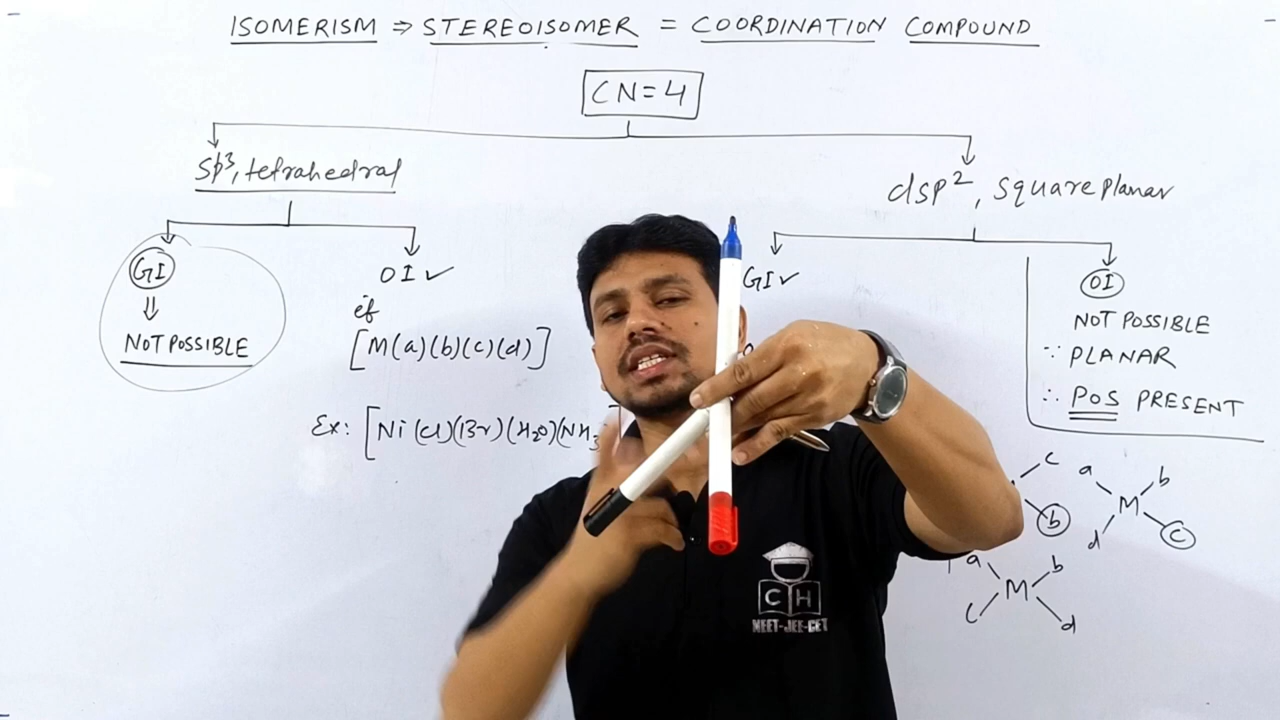 ISOMERISM ⇒ STEREOISOMER = COORDINATION COMPOUND
CN=4
sp³, tetrahedral
GI
⇓
NOT POSSIBLE
OI ✓
if
[M(a)(b)(c)(d)]
Ex: [Ni(Cl)(Br)(H₂O)(NH₃
dsp², square planar
GI ✓
OI
NOT POSSIBLE
∵ PLANAR
∴ POS PRESENT
c
b
a b
M
d c
a b
M
c d
CH
NEET-JEE-CET